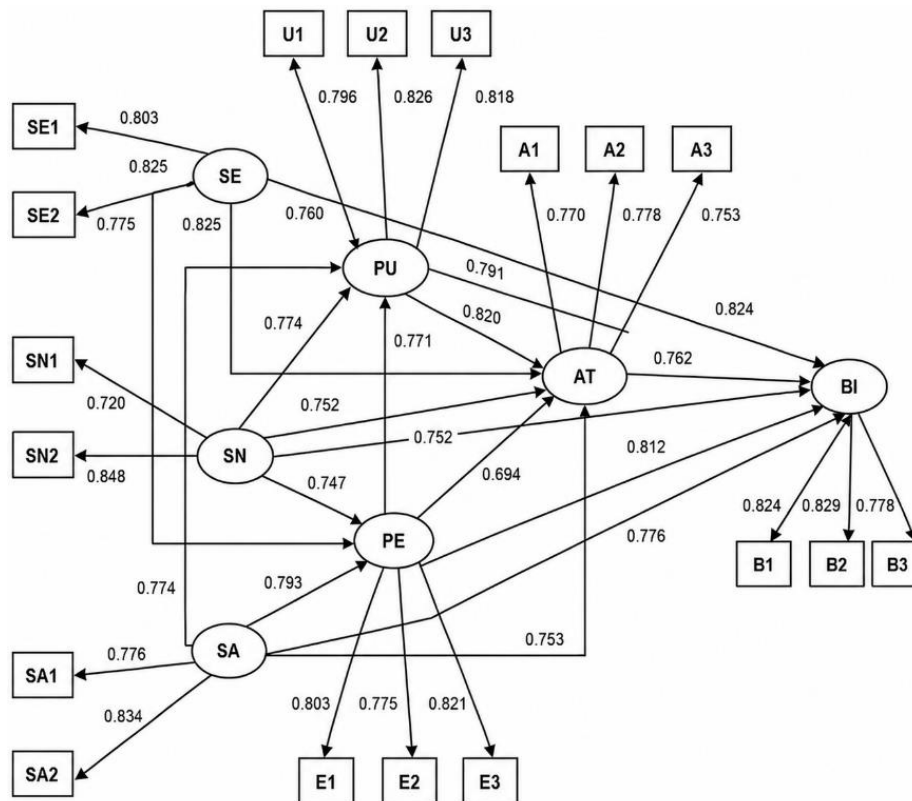 U1
U2
U3
0.796
0.826
0.818
SE1
0.803
A1
A2
A3
SE
0.825
SE2
0.775
0.825
0.760
0.770
0.778
0.753
PU
0.791
0.824
0.774
0.820
0.771
SN1
0.762
AT
BI
0.720
0.752
0.752
SN
SN2
0.848
0.812
0.747
0.694
0.824
0.829
0.778
PE
0.776
B1
B2
B3
0.774
0.793
SA
0.753
0.776
SA1
0.803
0.775
0.821
0.834
SA2
E1
E2
E3